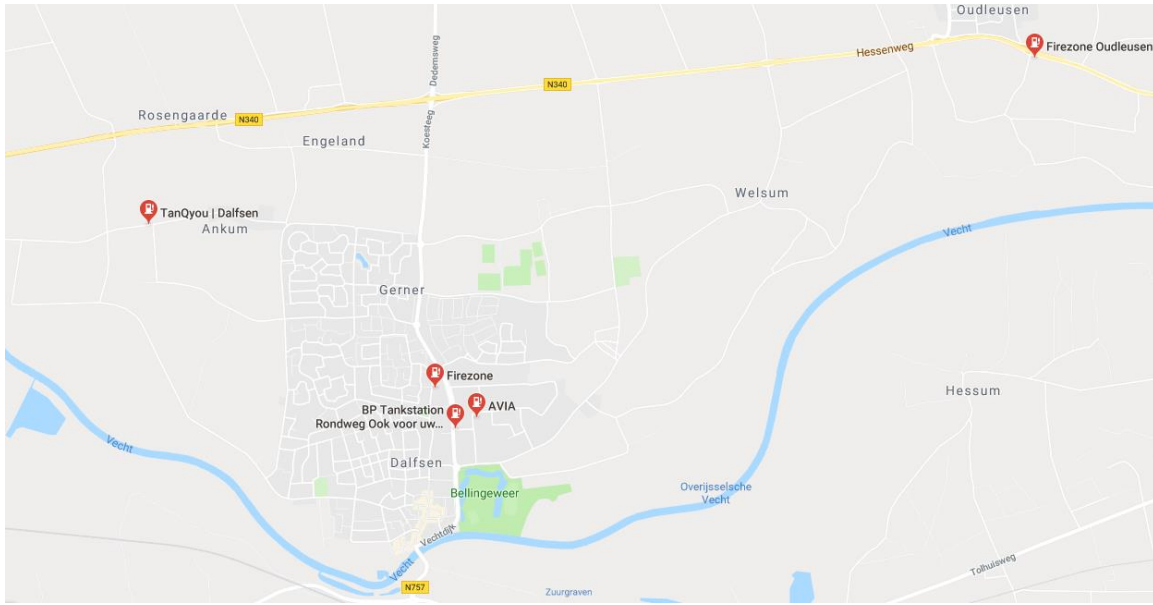 Oudleusen
Firezone Oudleusen
Hessenweg
Dedemsweg
N340
Rosengaarde
N340
Koesteeg
Engeland
Welsum
TanQyou | Dalfsen
Ankum
Vecht
Gerner
Firezone
Hessum
AVIA
BP Tankstation
Rondweg Ook voor uw...
Vecht
Dalfsen
Overijsselsche
Vecht
Bellingeweer
Vechtdijk
Vecht
Tolhuisweg
N757
Zuurgraven